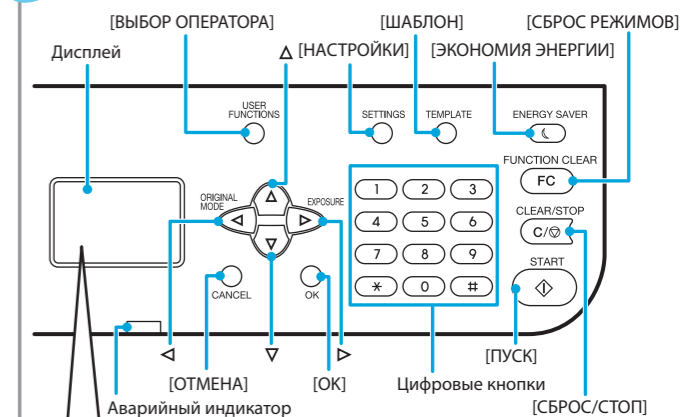 [ВЫБОР ОПЕРАТОРА]
[ШАБЛОН]
[СБРОС РЕЖИМОВ]
Дисплей
△ [НАСТРОЙКИ]
[ЭКОНОМИЯ ЭНЕРГИИ]
USER
FUNCTIONS
SETTINGS
TEMPLATE
ENERGY SAVER
FUNCTION CLEAR
FC
ORIGINAL
MODE
EXPOSURE
1 2 3
4 5 6
7 8 9
* 0 #
CLEAR/STOP
C/
START
CANCEL
OK
[ПУСК]
[ОТМЕНА]
[OK]
Цифровые кнопки
Аварийный индикатор
[СБРОС/СТОП]